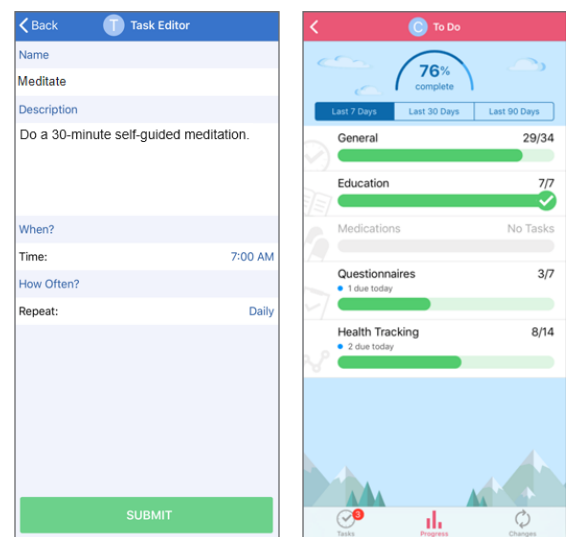 Back
T
Task Editor
Name
Meditate
Description
Do a 30-minute self-guided meditation.
When?
Time: 7:00 AM
How Often?
Repeat: Daily
SUBMIT
C To Do
76%
complete
Last 7 Days Last 30 Days Last 90 Days
General 29/34
Education 7/7
Medications No Tasks
Questionnaires 3/7
1 due today
Health Tracking 8/14
2 due today
3
Tasks Progress Changes